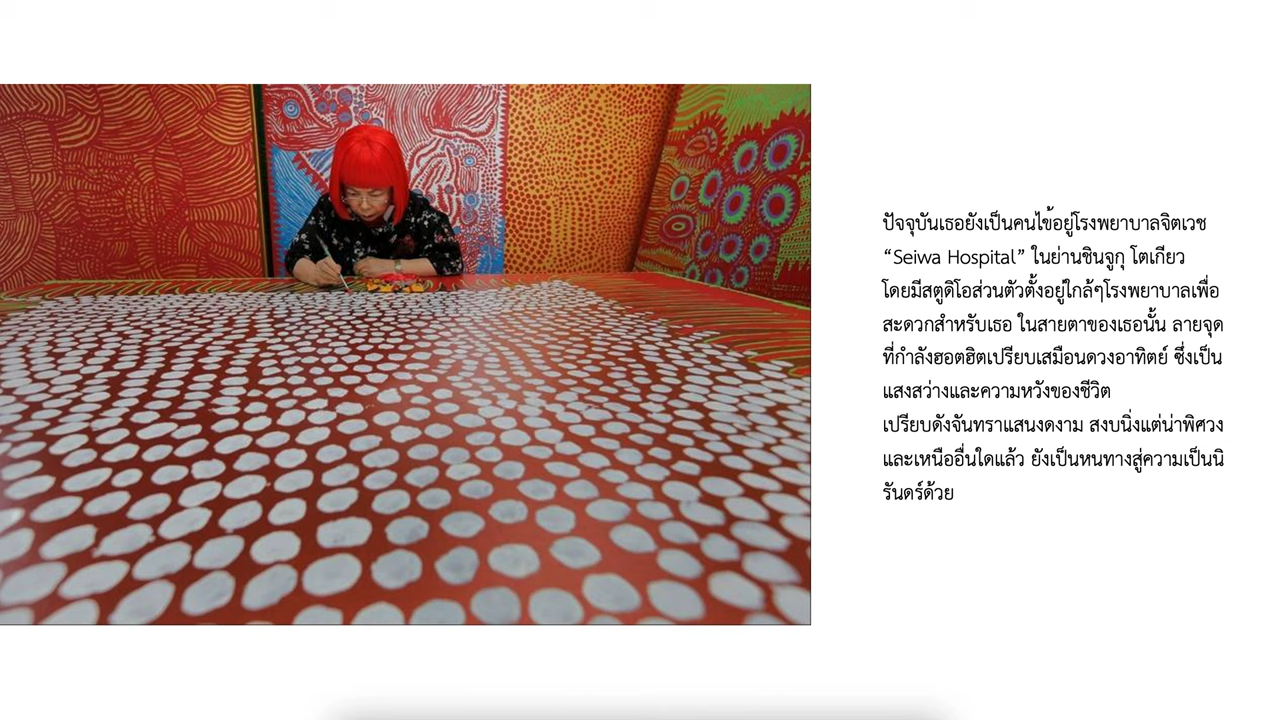 ปัจจุบันเธอยังเป็นคนไข้อยู่โรงพยาบาลจิตเวช
“Seiwa Hospital” ในย่านชินจูกุ โตเกียว
โดยมีสตูดิโอส่วนตัวตั้งอยู่ใกล้ๆโรงพยาบาลเพื่อ
สะดวกสำหรับเธอ ในสายตาของเธอนั้น ลายจุด
ที่กำลังฮอตฮิตเปรียบเสมือนดวงอาทิตย์ ซึ่งเป็น
แสงสว่างและความหวังของชีวิต
เปรียบดังจันทราแสนงดงาม สงบนิ่งแต่น่าพิศวง
และเหนืออื่นใดแล้ว ยังเป็นหนทางสู่ความเป็นนิ
รันดร์ด้วย